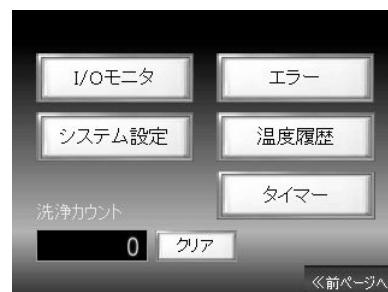 I/Oモニタ
エラー
システム設定
温度履歴
タイマー
洗浄カウント
0
クリア
≪前ページへ